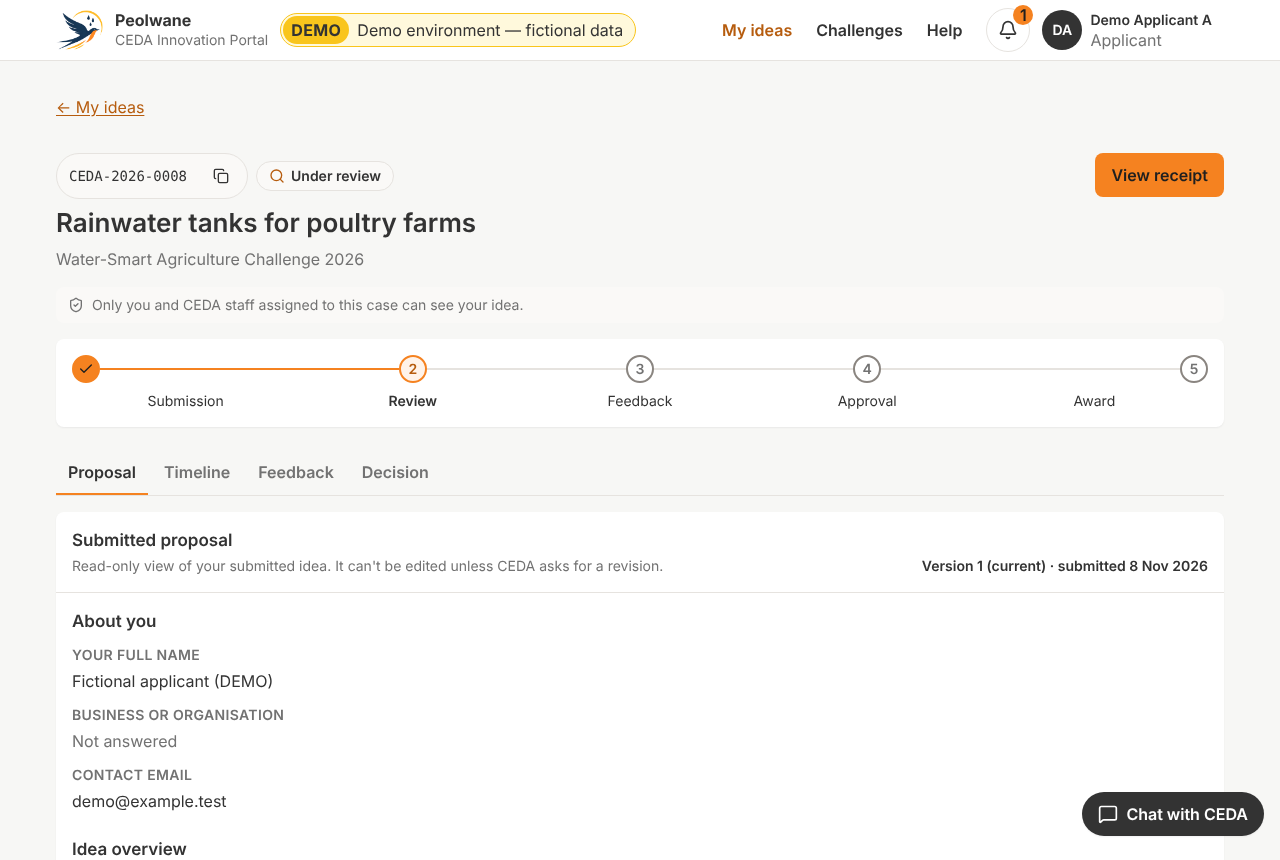 Peolwane
CEDA Innovation Portal
DEMO Demo environment — fictional data
My ideas
Challenges
Help
1
DA
Demo Applicant A
Applicant
← My ideas
CEDA-2026-0008
Under review
View receipt
Rainwater tanks for poultry farms
Water-Smart Agriculture Challenge 2026
Only you and CEDA staff assigned to this case can see your idea.
2 3 4 5
Submission Review Feedback Approval Award
Proposal Timeline Feedback Decision
Submitted proposal
Read-only view of your submitted idea. It can't be edited unless CEDA asks for a revision.
Version 1 (current) · submitted 8 Nov 2026
About you
YOUR FULL NAME
Fictional applicant (DEMO)
BUSINESS OR ORGANISATION
Not answered
CONTACT EMAIL
demo@example.test
Chat with CEDA
Idea overview